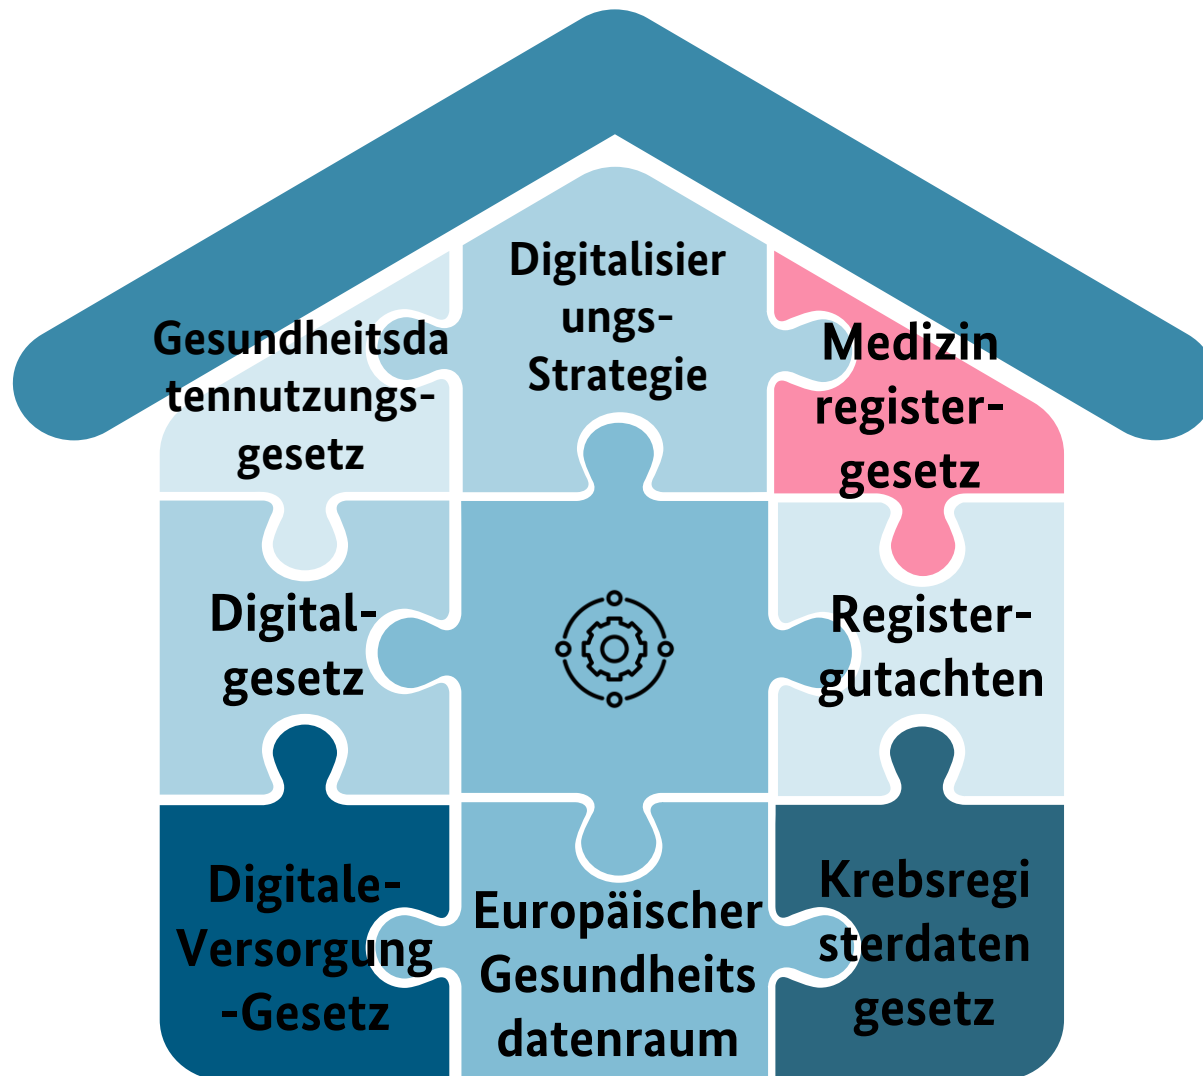 Digitalisier
ungs-
Strategie
Gesundheitsda
tennutzungs-
gesetz
Medizin
register-
gesetz
Digital-
gesetz
Register-
gutachten
Digitale-
Versorgung
-Gesetz
Europäischer
Gesundheits
datenraum
Krebsregi
sterdaten
gesetz